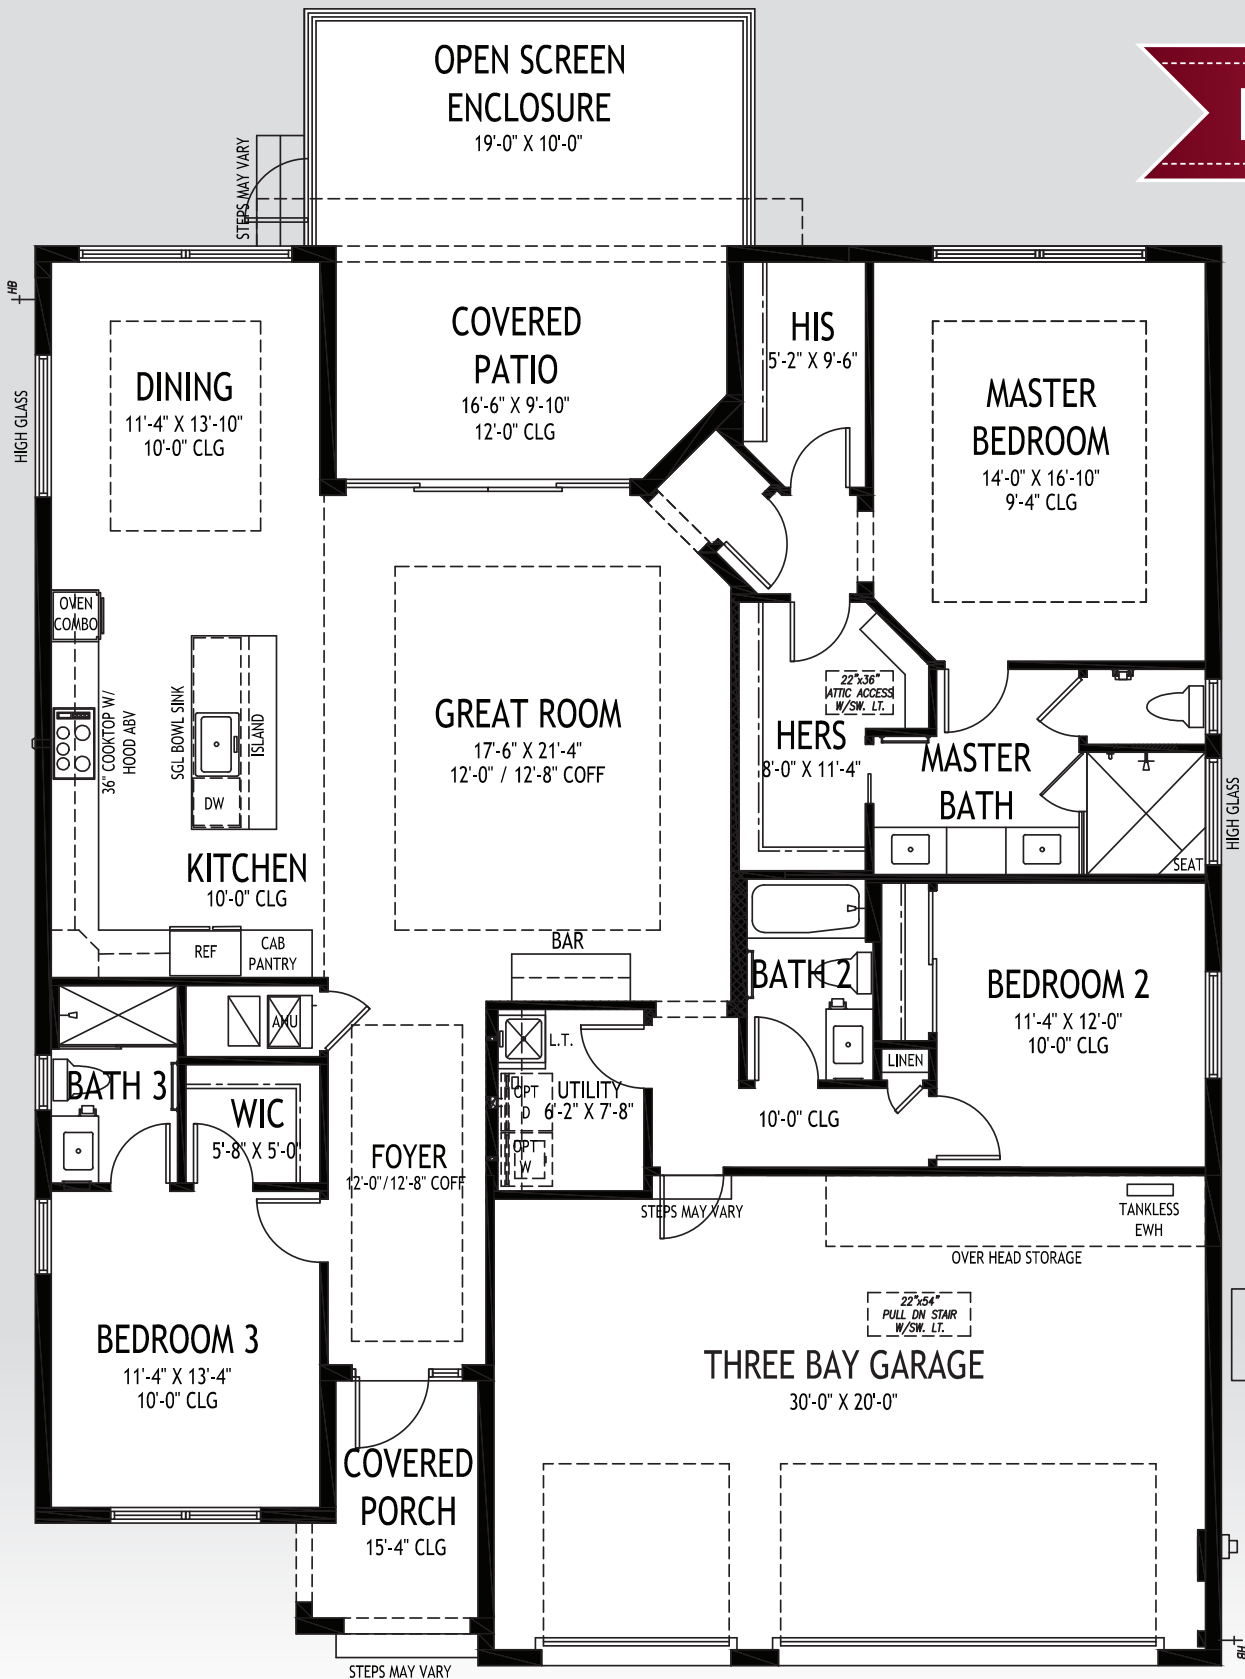 OPEN SCREEN
ENCLOSURE
19'-0" X 10'-0"
STEPS MAY VARY
HB
HIGH GLASS
DINING
11'-4" X 13'-10"
10'-0" CLG
COVERED
PATIO
16'-6" X 9'-10"
12'-0" CLG
HIS
5'-2" X 9'-6"
MASTER
BEDROOM
14'-0" X 16'-10"
9'-4" CLG
OVEN
COMBO
36" COOKTOP W/
HOOD ABV
SGL BOWL SINK
ISLAND
DW
KITCHEN
10'-0" CLG
REF
CAB
PANTRY
GREAT ROOM
17'-6" X 21'-4"
12'-0" / 12'-8" COFF
BAR
22"x36"
ATTIC ACCESS
W/SW. LT.
HERS
8'-0" X 11'-4"
MASTER
BATH
SEAT
HIGH GLASS
BATH 2
BEDROOM 2
11'-4" X 12'-0"
10'-0" CLG
LINEN
10'-0" CLG
AHU
BATH 3
WIC
5'-8" X 5'-0"
FOYER
12'-0"/12'-8" COFF
L.T.
UTILITY
6'-2" X 7'-8"
OPT
D
OPT
W
STEPS MAY VARY
TANKLESS
EWH
OVER HEAD STORAGE
22"x54"
PULL DN STAIR
W/SW. LT.
THREE BAY GARAGE
30'-0" X 20'-0"
BEDROOM 3
11'-4" X 13'-4"
10'-0" CLG
COVERED
PORCH
15'-4" CLG
STEPS MAY VARY
HB